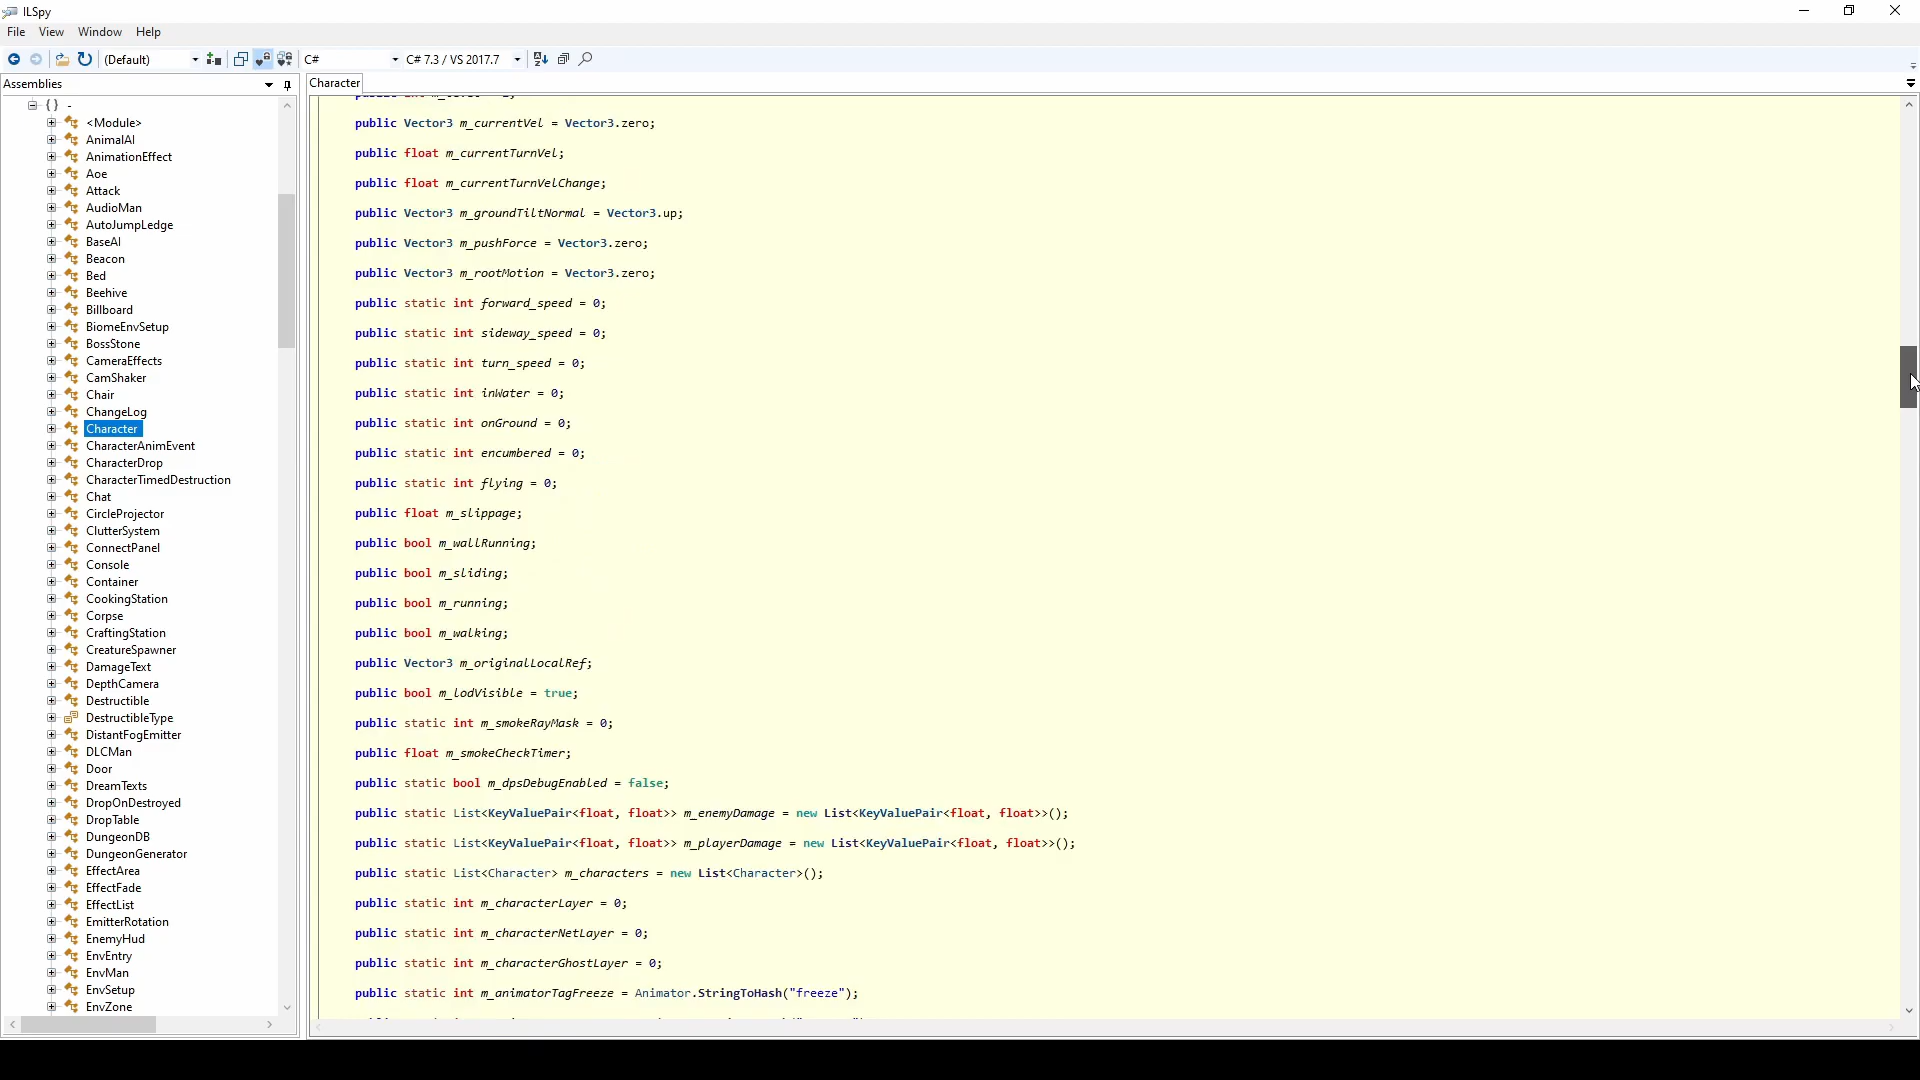 ILSpy
File View Window Help
(Default) C# C# 7.3 / VS 2017.7
Assemblies
{ } -
<Module>
AnimalAI
AnimationEffect
Aoe
Attack
AudioMan
AutoJumpLedge
BaseAI
Beacon
Bed
Beehive
Billboard
BiomeEnvSetup
BossStone
CameraEffects
CamShaker
Chair
ChangeLog
Character
CharacterAnimEvent
CharacterDrop
CharacterTimedDestruction
Chat
CircleProjector
ClutterSystem
ConnectPanel
Console
Container
CookingStation
Corpse
CraftingStation
CreatureSpawner
DamageText
DepthCamera
Destructible
DestructibleType
DistantFogEmitter
DLCMan
Door
DreamTexts
DropOnDestroyed
DropTable
DungeonDB
DungeonGenerator
EffectArea
EffectFade
EffectList
EmitterRotation
EnemyHud
EnvEntry
EnvMan
EnvSetup
EnvZone
Character
public Vector3 m_currentVel = Vector3.zero;
public float m_currentTurnVel;
public float m_currentTurnVelChange;
public Vector3 m_groundTiltNormal = Vector3.up;
public Vector3 m_pushForce = Vector3.zero;
public Vector3 m_rootMotion = Vector3.zero;
public static int forward_speed = 0;
public static int sideway_speed = 0;
public static int turn_speed = 0;
public static int inWater = 0;
public static int onGround = 0;
public static int encumbered = 0;
public static int flying = 0;
public float m_slippage;
public bool m_wallRunning;
public bool m_sliding;
public bool m_running;
public bool m_walking;
public Vector3 m_originalLocalRef;
public bool m_lodVisible = true;
public static int m_smokeRayMask = 0;
public float m_smokeCheckTimer;
public static bool m_dpsDebugEnabled = false;
public static List<KeyValuePair<float, float>> m_enemyDamage = new List<KeyValuePair<float, float>>();
public static List<KeyValuePair<float, float>> m_playerDamage = new List<KeyValuePair<float, float>>();
public static List<Character> m_characters = new List<Character>();
public static int m_characterLayer = 0;
public static int m_characterNetLayer = 0;
public static int m_characterGhostLayer = 0;
public static int m_animatorTagFreeze = Animator.StringToHash("freeze");